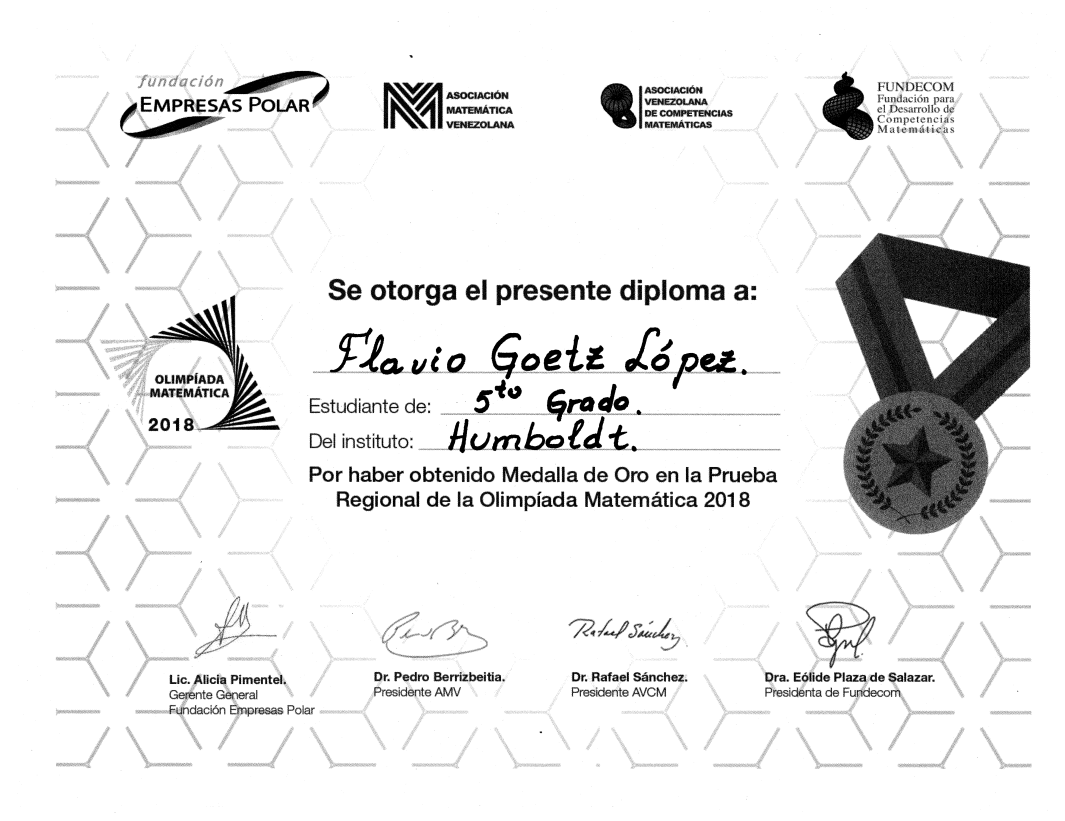 fundación
EMPRESAS POLAR
ASOCIACIÓN
MATEMÁTICA
VENEZOLANA
ASOCIACIÓN
VENEZOLANA
DE COMPETENCIAS
MATEMÁTICAS
FUNDECOM
Fundación para
el Desarrollo de
Competencias
Matemáticas
Se otorga el presente diploma a:
Flavio Goetz López.
Estudiante de: 5to Grado.
Del instituto: Humboldt.
Por haber obtenido Medalla de Oro en la Prueba
Regional de la Olimpíada Matemática 2018
OLIMPÍADA
MATEMÁTICA
2018
Rafael Sánchez
Lic. Alicia Pimentel.
Gerente General
Fundación Empresas Polar
Dr. Pedro Berrizbeitia.
Presidente AMV
Dr. Rafael Sánchez.
Presidente AVCM
Dra. Eólide Plaza de Salazar.
Presidenta de Fundecom